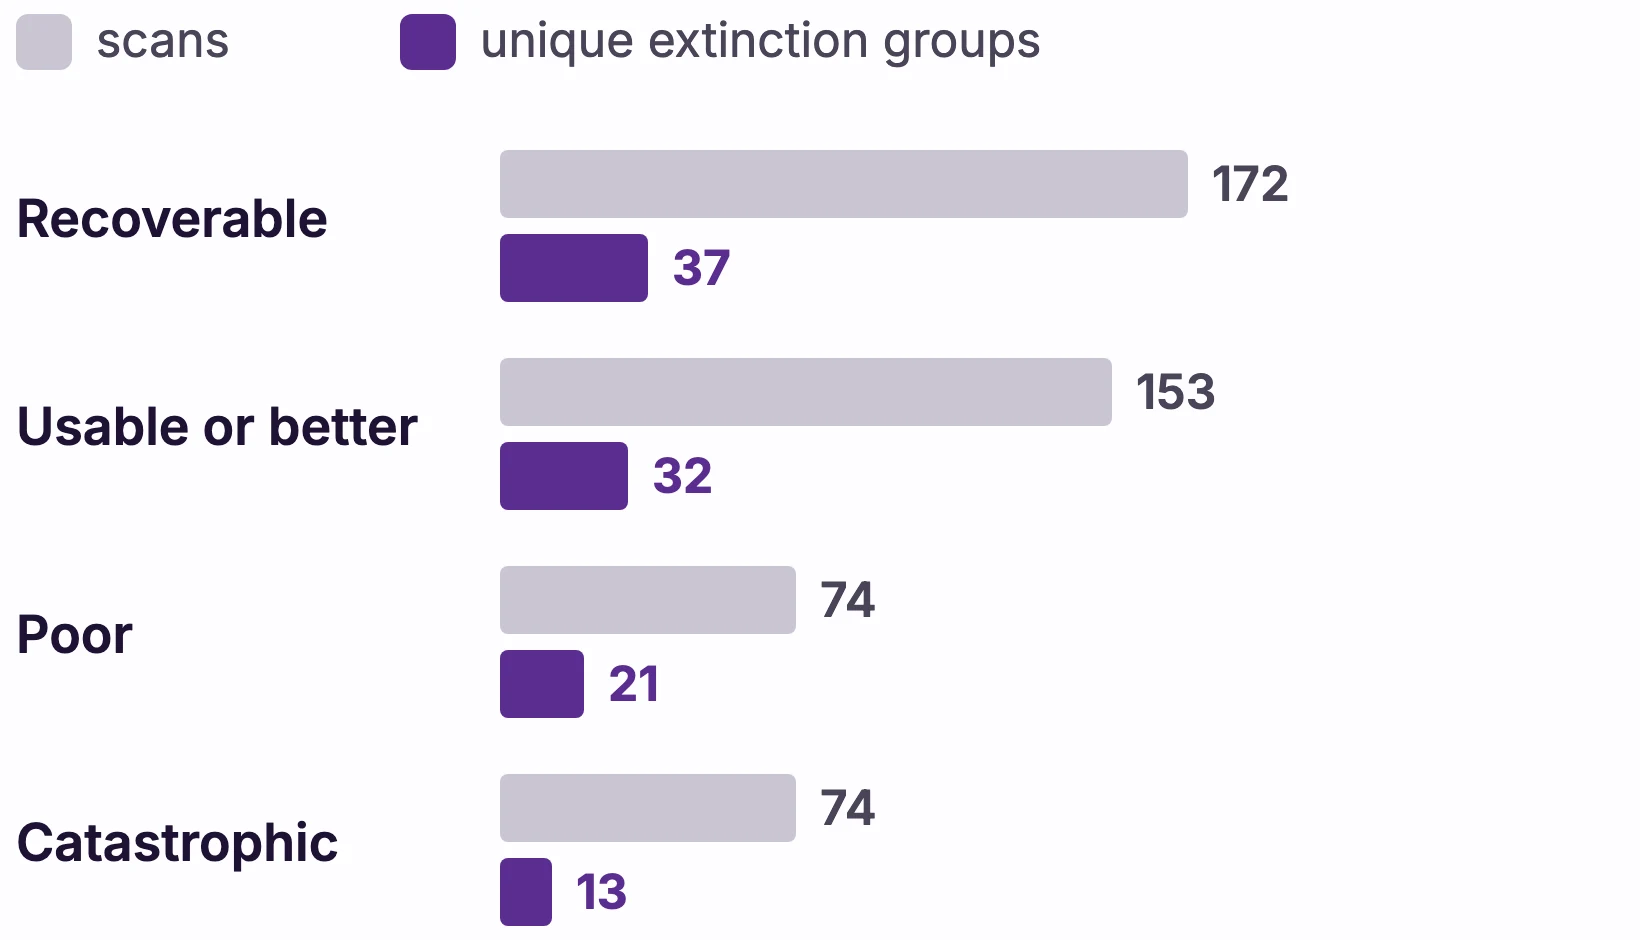 scans
unique extinction groups
Recoverable
172
37
Usable or better
153
32
Poor
74
21
Catastrophic
74
13